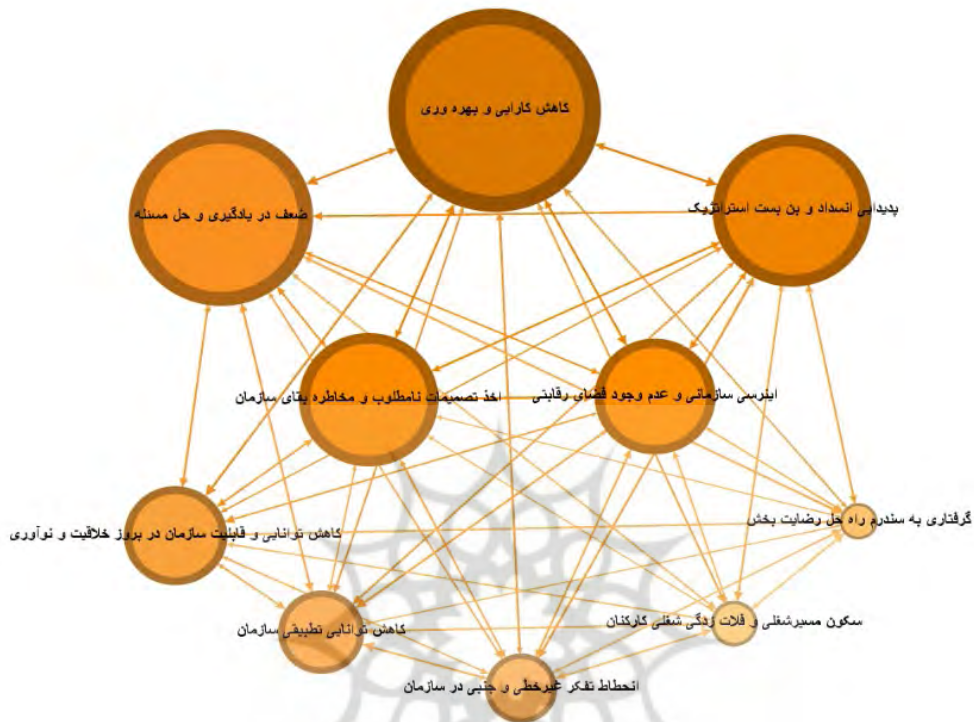 کاهش کارایی و بهره وری
ضعف در یادگیری و حل مسئله
پدیدایی انسداد و بن بست استراتژیک
اخذ تصمیمات نامطلوب و مخاطره بقای سازمان
اینرسی سازمانی و عدم وجود فضای رقابتی
گرفتاری به سندرم راه حل رضایت بخش
کاهش توانایی و قابلیت سازمان در بروز خلاقیت و نوآوری
سکون مسیرشغلی و فلات زدگی شغلی کارکنان
کاهش توانایی تطبیقی سازمان
انحطاط تفکر غیرخطی و جنبی در سازمان